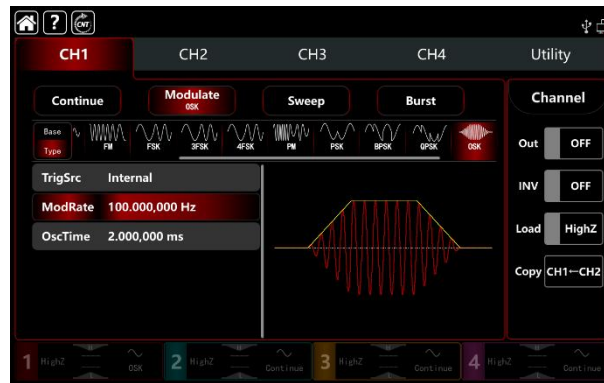 ? CNT
CH1 CH2 CH3 CH4 Utility
Continue Modulate OSK Sweep Burst Channel
Base Type FM FSK 3FSK 4FSK PM PSK BPSK QPSK OSK
Out OFF
TrigSrc Internal
INV OFF
ModRate 100.000,000 Hz
Load HighZ
OscTime 2.000,000 ms
Copy CH1←CH2
1 HighZ OSK 2 HighZ Continue 3 HighZ Continue 4 HighZ Continue